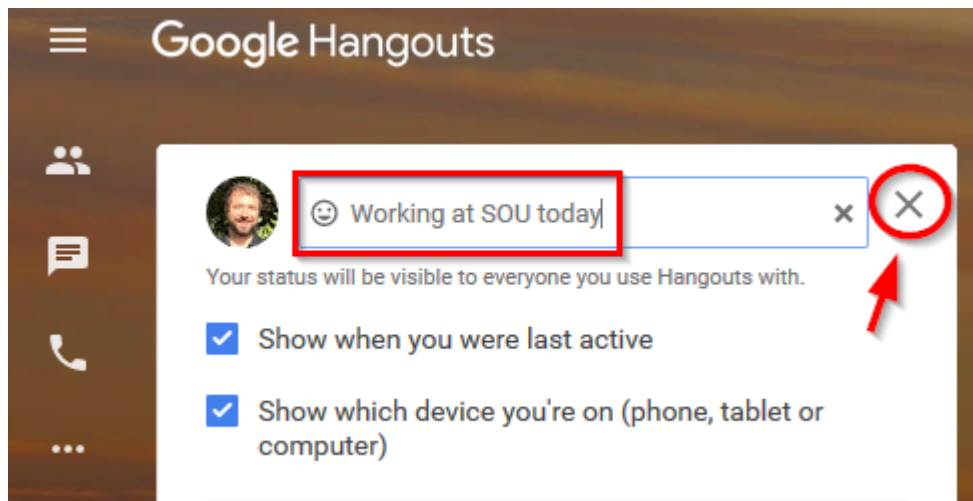 Google Hangouts
Working at SOU today
Your status will be visible to everyone you use Hangouts with.
Show when you were last active
Show which device you're on (phone, tablet or
computer)